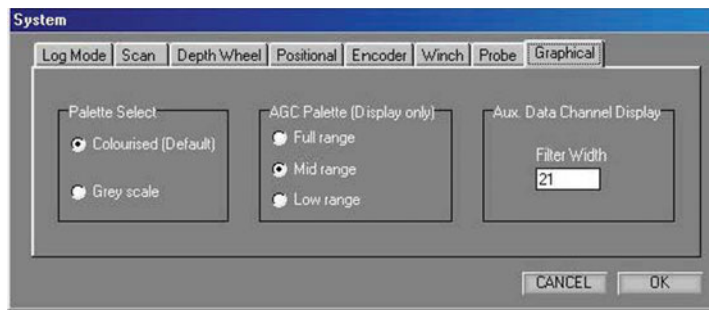 System
Log Mode Scan Depth Wheel Positional Encoder Winch Probe Graphical
Palette Select
Colourised (Default)
Grey scale
AGC Palette (Display only)
Full range
Mid range
Low range
Aux. Data Channel Display
Filter Width
21
CANCEL OK